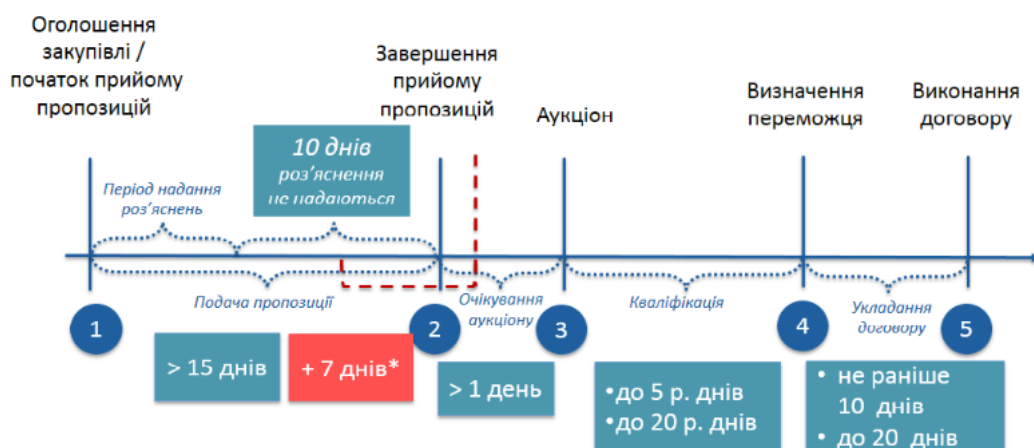 Оголошення
закупівлі /
початок прийому
пропозицій
Завершення
прийому
пропозицій
Аукціон
Визначення
переможця
Виконання
договору
10 днів
роз’яснення
не надаються
Період надання
роз’яснень
Подача пропозиції
Очікування
аукціону
Кваліфікація
Укладання
договору
1
2
3
4
5
> 15 днів
+ 7 днів*
> 1 день
•до 5 р. днів
•до 20 р. днів
• не раніше
10 днів
• до 20 днів